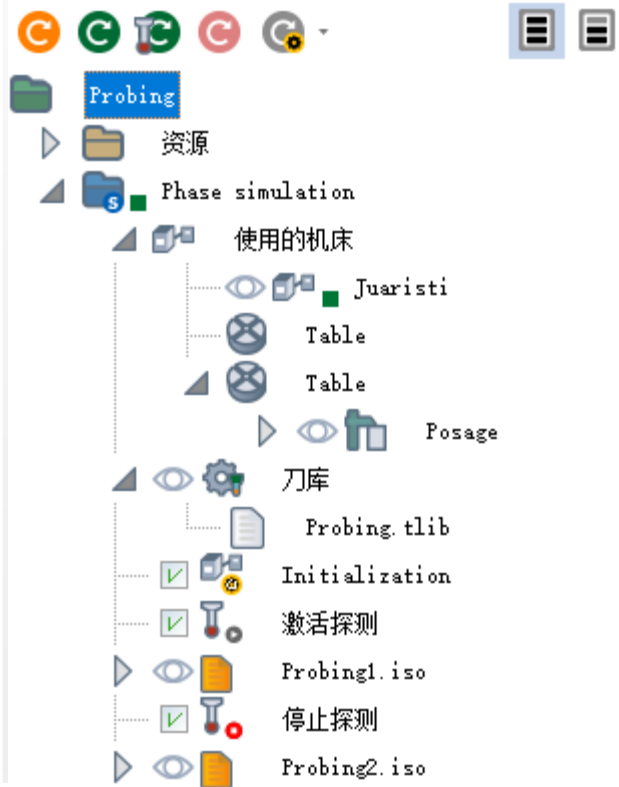 Probing
资源
Phase simulation
使用的机床
Juaristi
Table
Table
Posage
刀库
Probing.tlib
Initialization
激活探测
Probing1.iso
停止探测
Probing2.iso